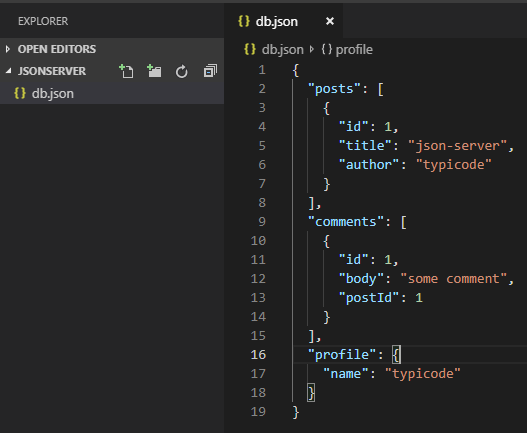 EXPLORER
OPEN EDITORS
JSONSERVER
{} db.json
{} db.json ×
{} db.json › {} profile
1 {
2 "posts": [
3 {
4 "id": 1,
5 "title": "json-server",
6 "author": "typicode"
7 }
8 ],
9 "comments": [
10 {
11 "id": 1,
12 "body": "some comment",
13 "postId": 1
14 }
15 ],
16 "profile": {
17 "name": "typicode"
18 }
19 }